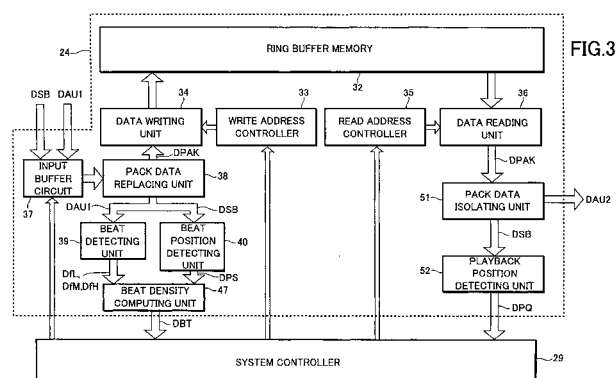 FIG.3
24
RING BUFFER MEMORY
32
DSB
DAU1
34
33
35
36
DATA WRITING
UNIT
WRITE ADDRESS
CONTROLLER
READ ADDRESS
CONTROLLER
DATA READING
UNIT
DPAK
DPAK
INPUT
BUFFER
CIRCUIT
37
PACK DATA
REPLACING UNIT
38
PACK DATA
ISOLATING UNIT
51
DAU2
DAU1
DSB
DSB
39
BEAT
DETECTING
UNIT
BEAT
POSITION
DETECTING
UNIT
40
PLAYBACK
POSITION
DETECTING UNIT
52
DfL,
DfM,DfH
DPS
BEAT DENSITY
COMPUTING UNIT
47
DBT
DPQ
SYSTEM CONTROLLER
29